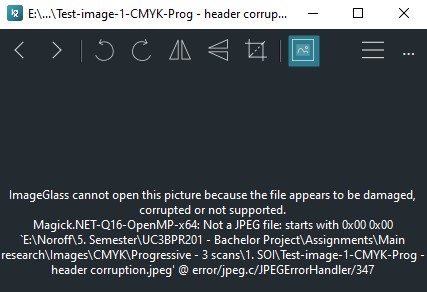 E:\...\Test-image-1-CMYK-Prog - header corrup...
ImageGlass cannot open this picture because the file appears to be damaged,
corrupted or not supported.
Magick.NET-Q16-OpenMP-x64: Not a JPEG file: starts with 0x00 0x00
`E:\Noroff\5. Semester\UC3BPR201 - Bachelor Project\Assignments\Main
research\Images\CMYK\Progressive - 3 scans\1. SOI\Test-image-1-CMYK-Prog -
header corruption.jpeg' @ error/jpeg.c/JPEGErrorHandler/347